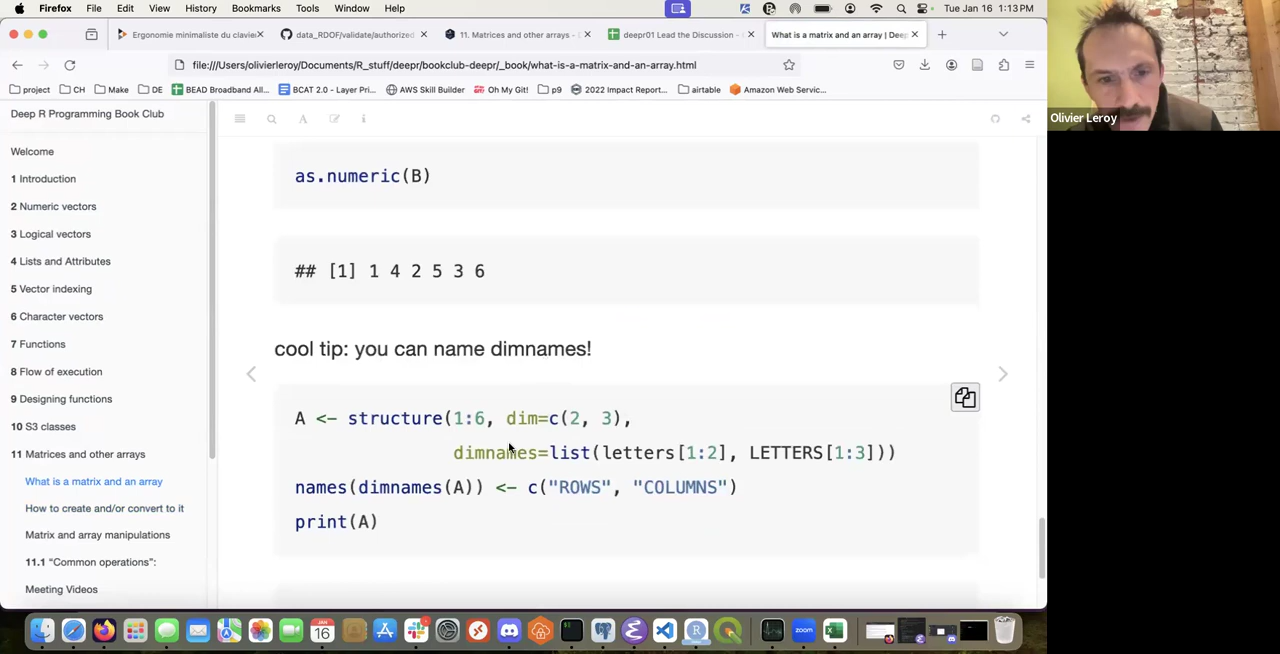 Firefox File Edit View History Bookmarks Tools Window Help Tue Jan 16 1:13 PM
Ergonomie minimaliste du clavier data_RDOF/validate/authorized 11. Matrices and other arrays - deepr01 Lead the Discussion - What is a matrix and an array | Deep
file:///Users/olivierleroy/Documents/R_stuff/deepr/bookclub-deepr/_book/what-is-a-matrix-and-an-array.html
project CH Make DE BEAD Broadband All... BCAT 2.0 - Layer Pri... AWS Skill Builder Oh My Git! p9 2022 Impact Report... airtable Amazon Web Servic...
Deep R Programming Book Club
Welcome
1 Introduction
2 Numeric vectors
3 Logical vectors
4 Lists and Attributes
5 Vector indexing
6 Character vectors
7 Functions
8 Flow of execution
9 Designing functions
10 S3 classes
11 Matrices and other arrays
What is a matrix and an array
How to create and/or convert to it
Matrix and array manipulations
11.1 “Common operations”:
Meeting Videos
as.numeric(B)
## [1] 1 4 2 5 3 6
cool tip: you can name dimnames!
A <- structure(1:6, dim=c(2, 3),
dimnames=list(letters[1:2], LETTERS[1:3]))
names(dimnames(A)) <- c("ROWS", "COLUMNS")
print(A)
Olivier Leroy
JAN
16
zoom